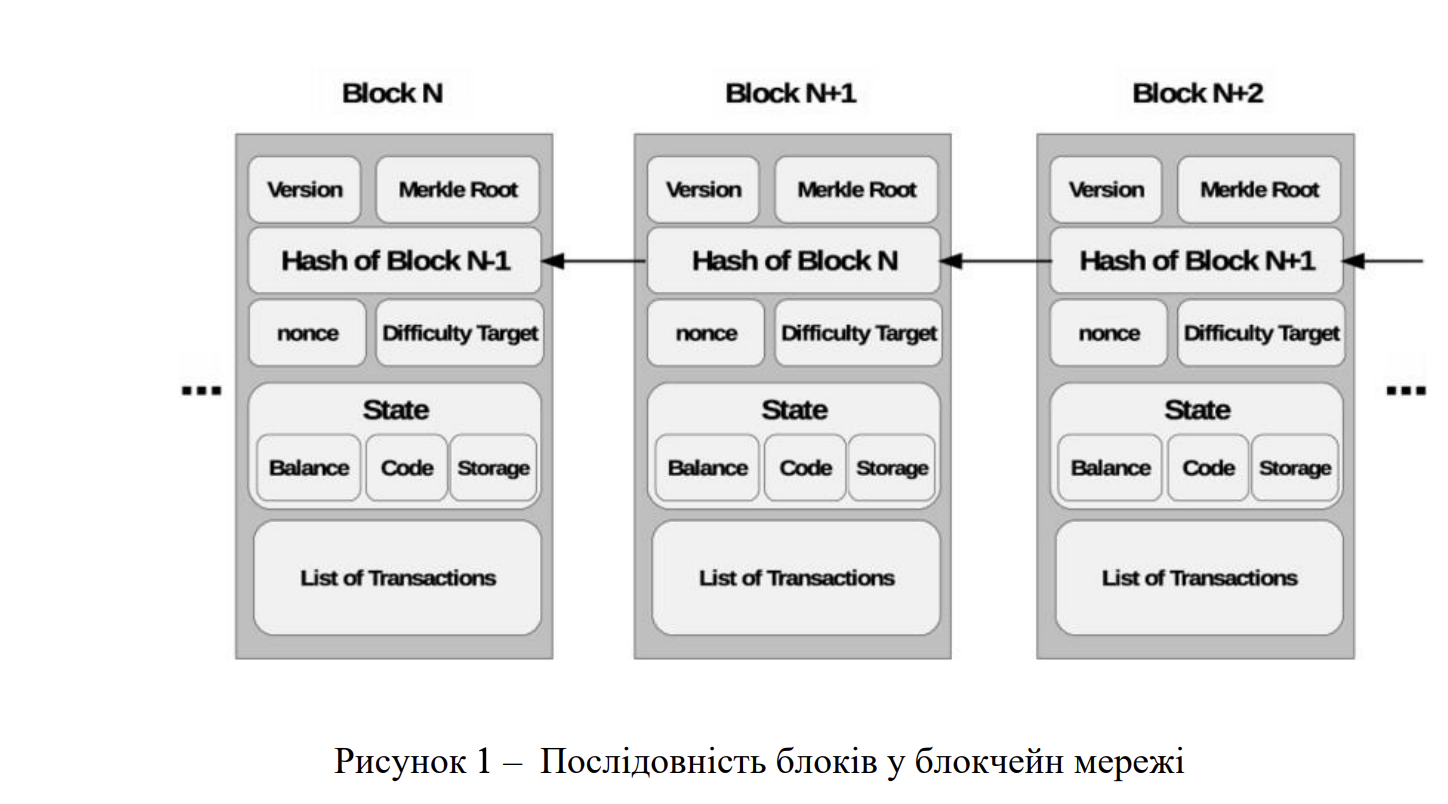 Block N
Block N+1
Block N+2
Version
Merkle Root
Hash of Block N-1
nonce
Difficulty Target
State
Balance
Code
Storage
List of Transactions
Version
Merkle Root
Hash of Block N
nonce
Difficulty Target
State
Balance
Code
Storage
List of Transactions
Version
Merkle Root
Hash of Block N+1
nonce
Difficulty Target
State
Balance
Code
Storage
List of Transactions
...
...
Рисунок 1 – Послідовність блоків у блокчейн мережі